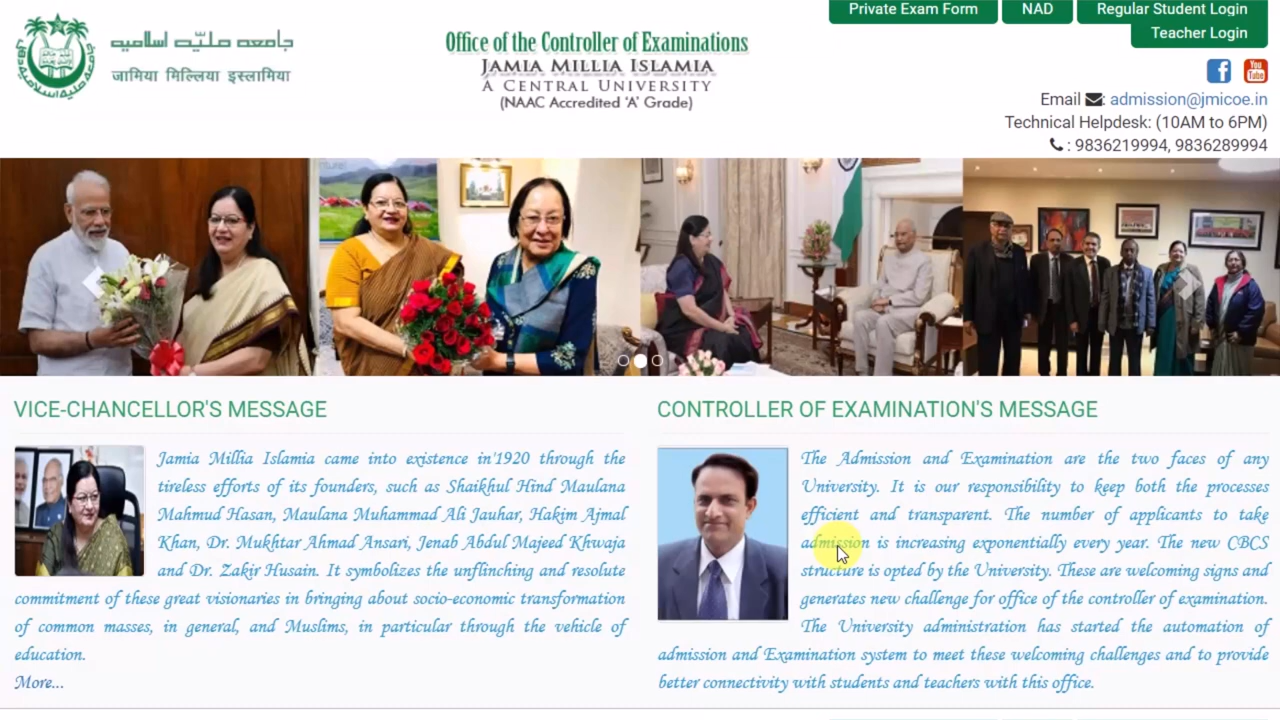 Private Exam Form
NAD
Regular Student Login
Teacher Login
جامعہ ملیّہ اسلامیہ
जामिया मिल्लिया इस्लामिया
Office of the Controller of Examinations
JAMIA MILLIA ISLAMIA
A CENTRAL UNIVERSITY
(NAAC Accredited 'A' Grade)
You Tube
Email : admission@jmicoe.in
Technical Helpdesk: (10AM to 6PM)
: 9836219994, 9836289994
VICE-CHANCELLOR'S MESSAGE
Jamia Millia Islamia came into existence in'1920 through the
tireless efforts of its founders, such as Shaikhul Hind Maulana
Mahmud Hasan, Maulana Muhammad Ali Jauhar, Hakim Ajmal
Khan, Dr. Mukhtar Ahmad Ansari, Jenab Abdul Majeed Khwaja
and Dr. Zakir Husain. It symbolizes the unflinching and resolute
commitment of these great visionaries in bringing about socio-economic transformation
of common masses, in general, and Muslims, in particular through the vehicle of
education.
More...
CONTROLLER OF EXAMINATION'S MESSAGE
The Admission and Examination are the two faces of any
University. It is our responsibility to keep both the processes
efficient and transparent. The number of applicants to take
admission is increasing exponentially every year. The new CBCS
structure is opted by the University. These are welcoming signs and
generates new challenge for office of the controller of examination.
The University administration has started the automation of
admission and Examination system to meet these welcoming challenges and to provide
better connectivity with students and teachers with this office.